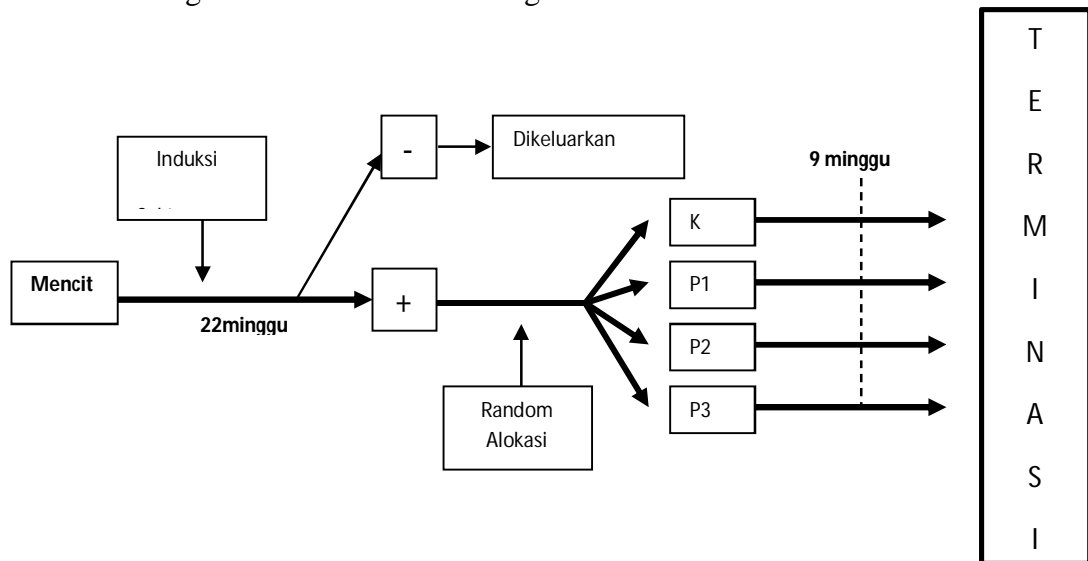 Induksi
-
Dikeluarkan
9 minggu
K
Mencit
22minggu
+
P1
P2
P3
Random
Alokasi
T
E
R
M
I
N
A
S
I